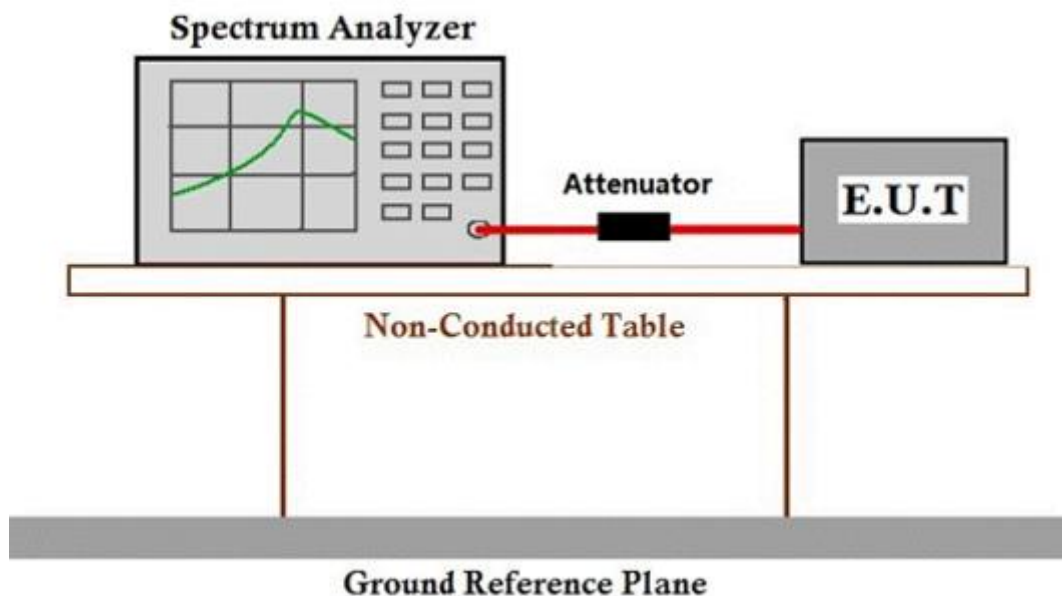 Spectrum Analyzer
Attenuator
E.U.T
Non-Conducted Table
Ground Reference Plane